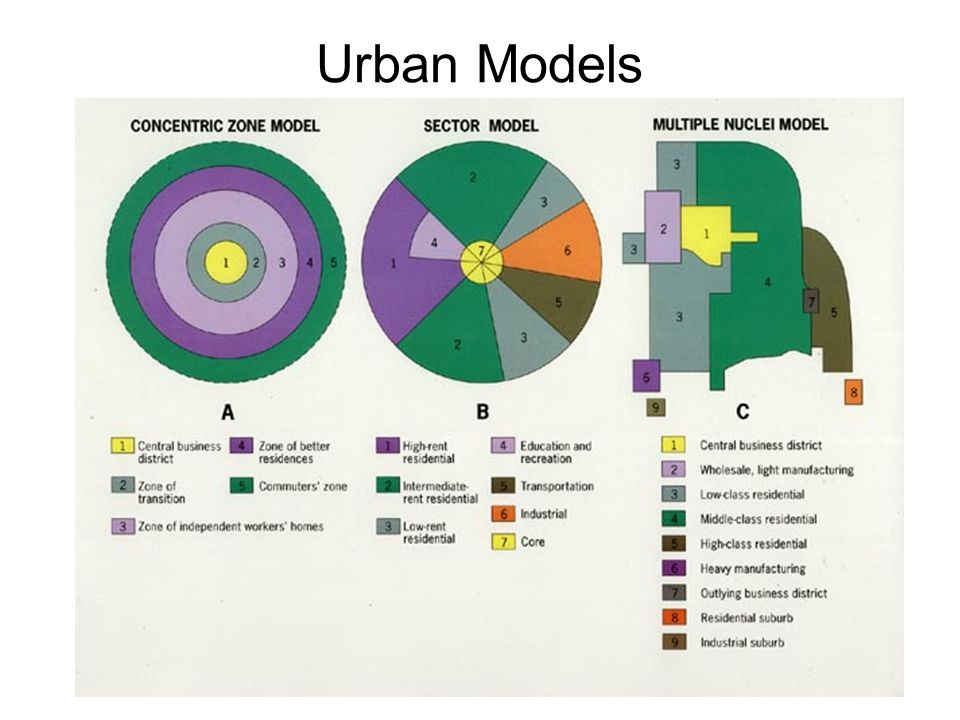 Urban Models
CONCENTRIC ZONE MODEL
1 2 3 4 5
A
1 Central business
district
2 Zone of
transition
3 Zone of independent workers' homes
4 Zone of better
residences
5 Commuters' zone
SECTOR MODEL
2
3
4
7
6
1
5
3
2
B
1 High-rent
residential
2 Intermediate-
rent residential
3 Low-rent
residential
4 Education and
recreation
5 Transportation
6 Industrial
7 Core
MULTIPLE NUCLEI MODEL
3
2
1
3
4
7
5
3
6
8
9
C
1 Central business district
2 Wholesale, light manufacturing
3 Low-class residential
4 Middle-class residential
5 High-class residential
6 Heavy manufacturing
7 Outlying business district
8 Residential suburb
9 Industrial suburb